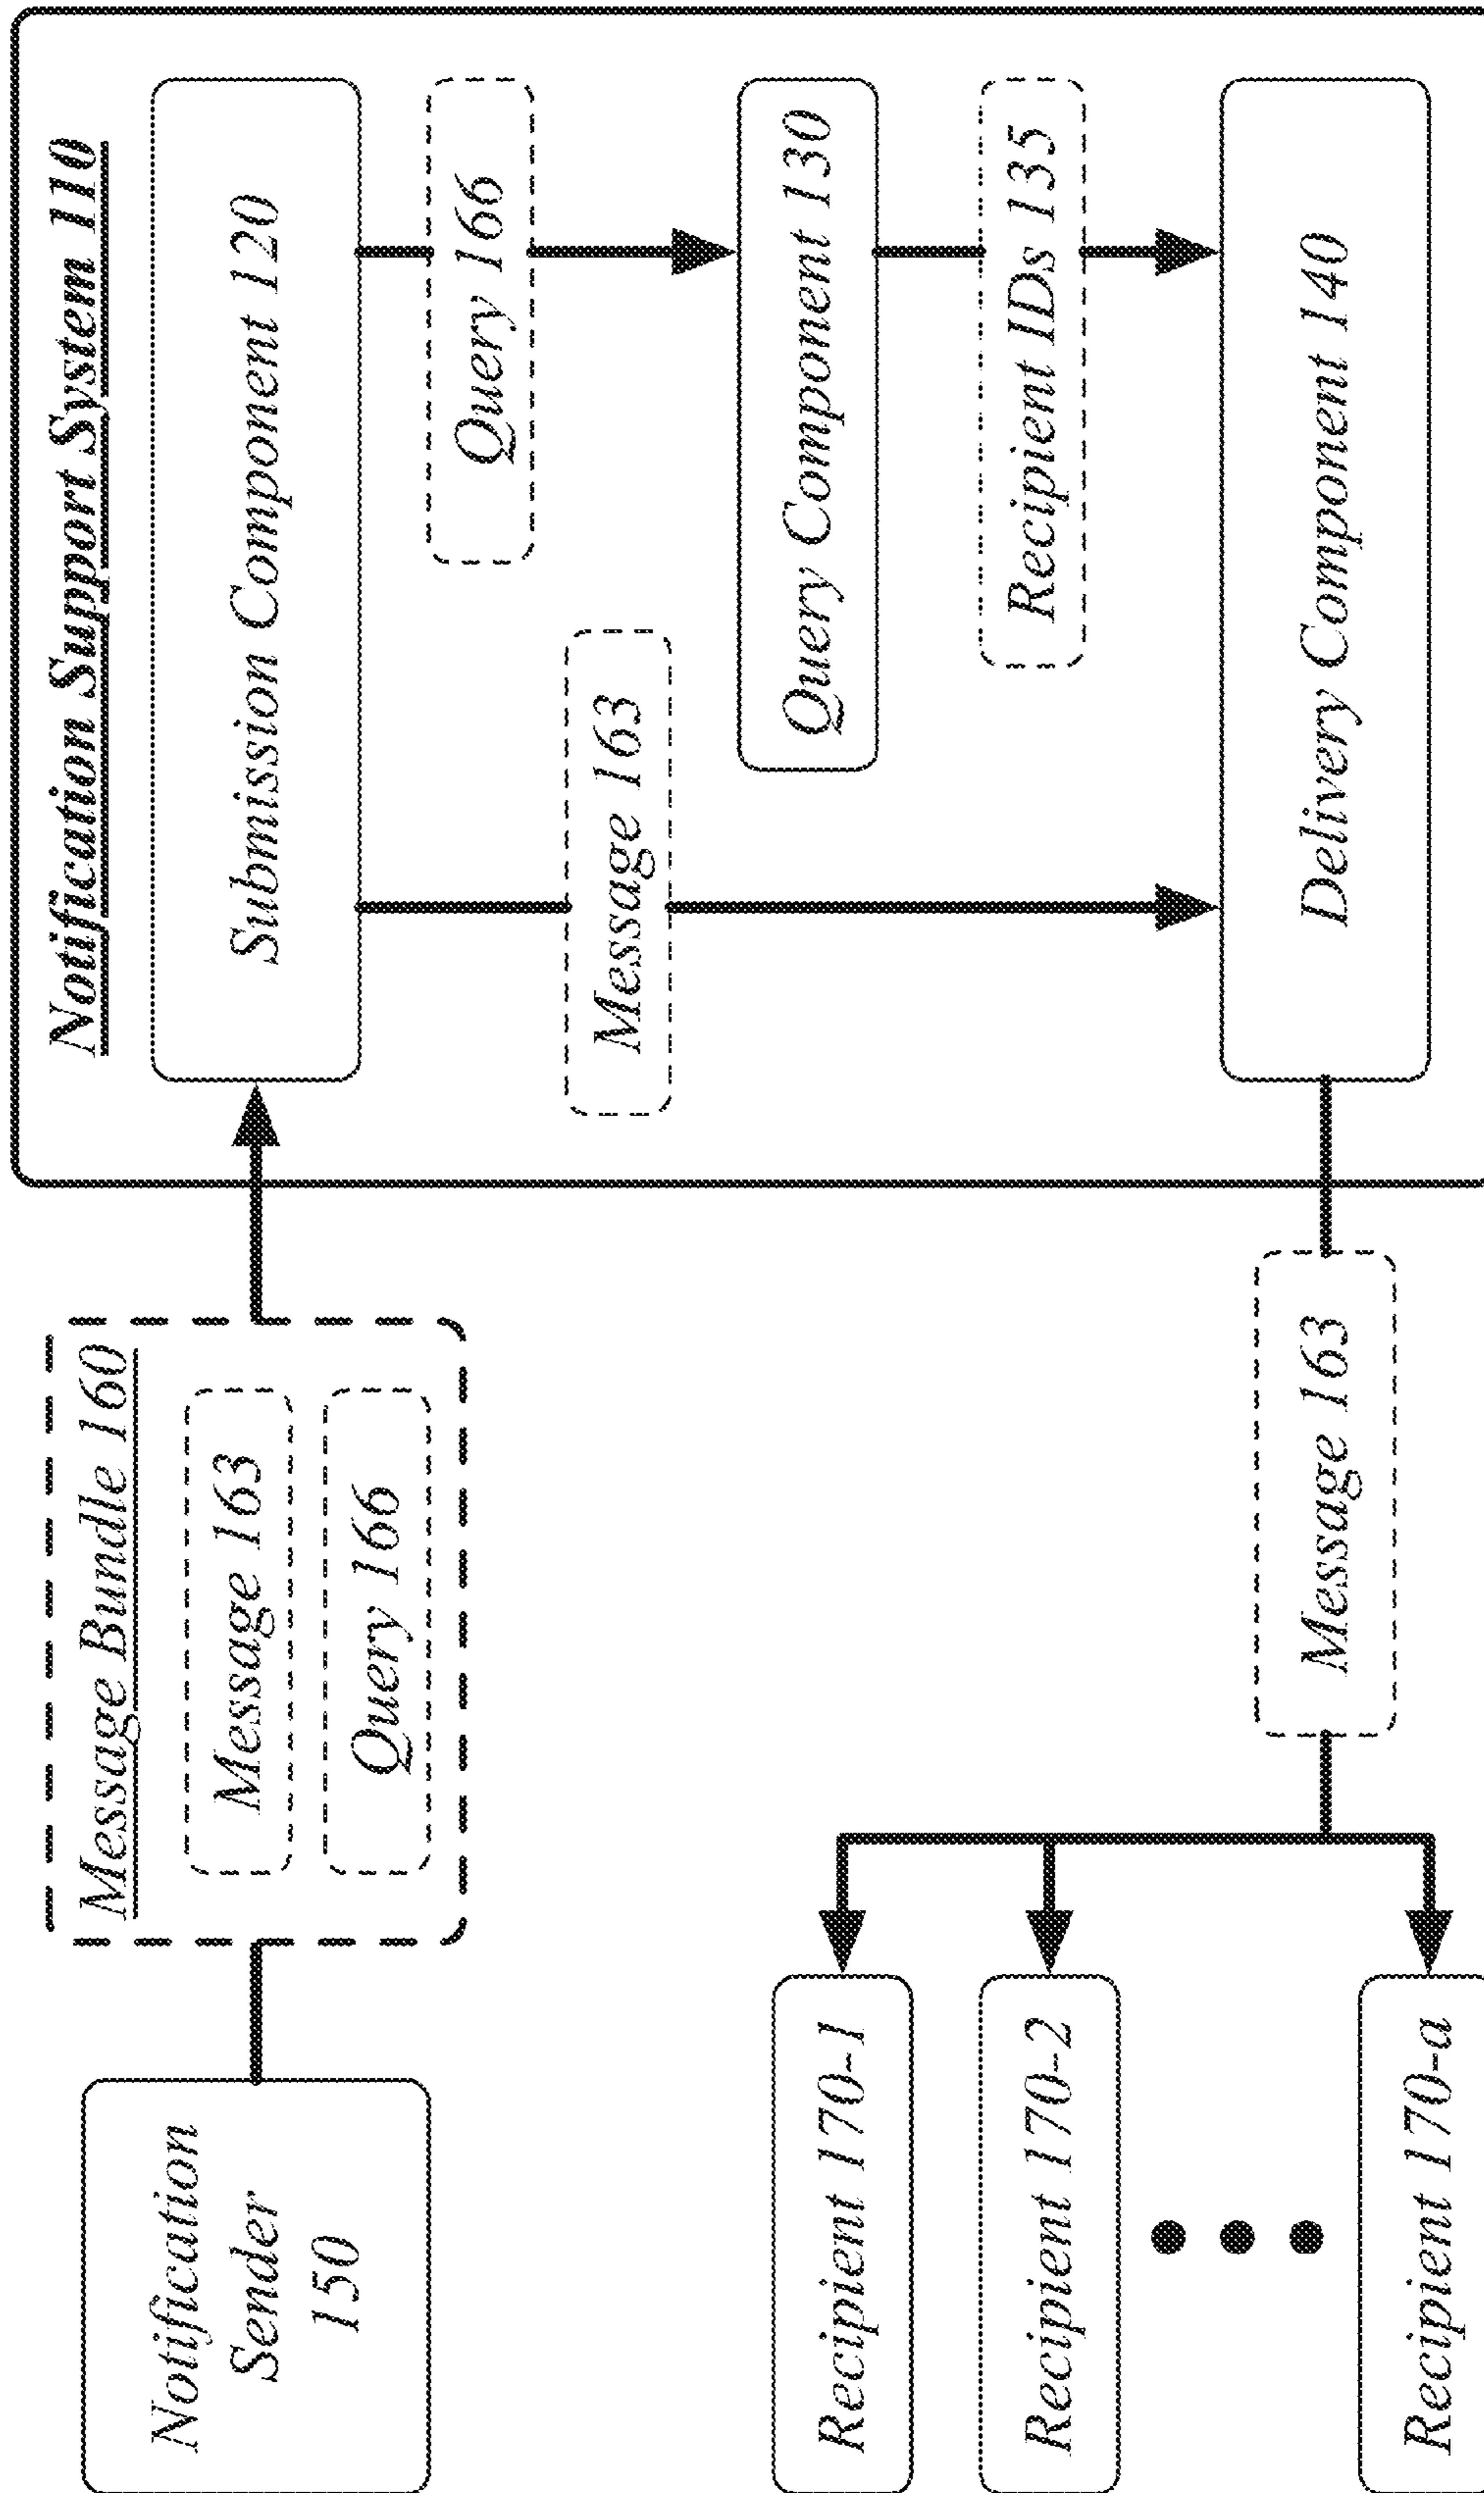 Notification
Sender
150
Message Bundle 160
Message 163
Query 166
Notification Support System 110
Submission Component 120
Query 166
Message 163
Query Component 130
Recipient IDs 135
Delivery Component 140
Message 163
Recipient 170-1
Recipient 170-2
Recipient 170-a